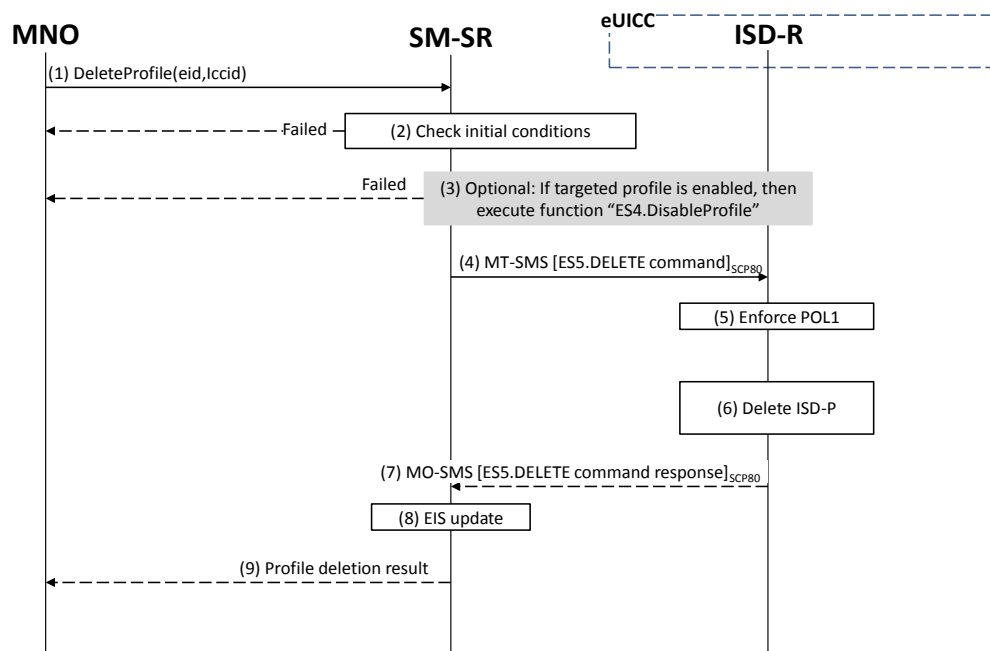 eUICC
MNO
SM-SR
ISD-R
(1) DeleteProfile(eid,Iccid)
Failed
(2) Check initial conditions
Failed
(3) Optional: If targeted profile is enabled, then
execute function “ES4.DisableProfile”
(4) MT-SMS [ES5.DELETE command]SCP80
(5) Enforce POL1
(6) Delete ISD-P
(7) MO-SMS [ES5.DELETE command response]SCP80
(8) EIS update
(9) Profile deletion result